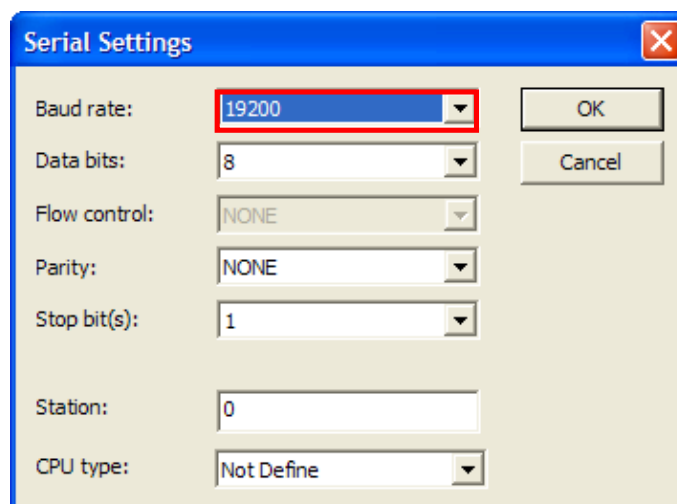 Serial Settings
Baud rate: 19200 OK
Data bits: 8 Cancel
Flow control: NONE
Parity: NONE
Stop bit(s): 1
Station: 0
CPU type: Not Define